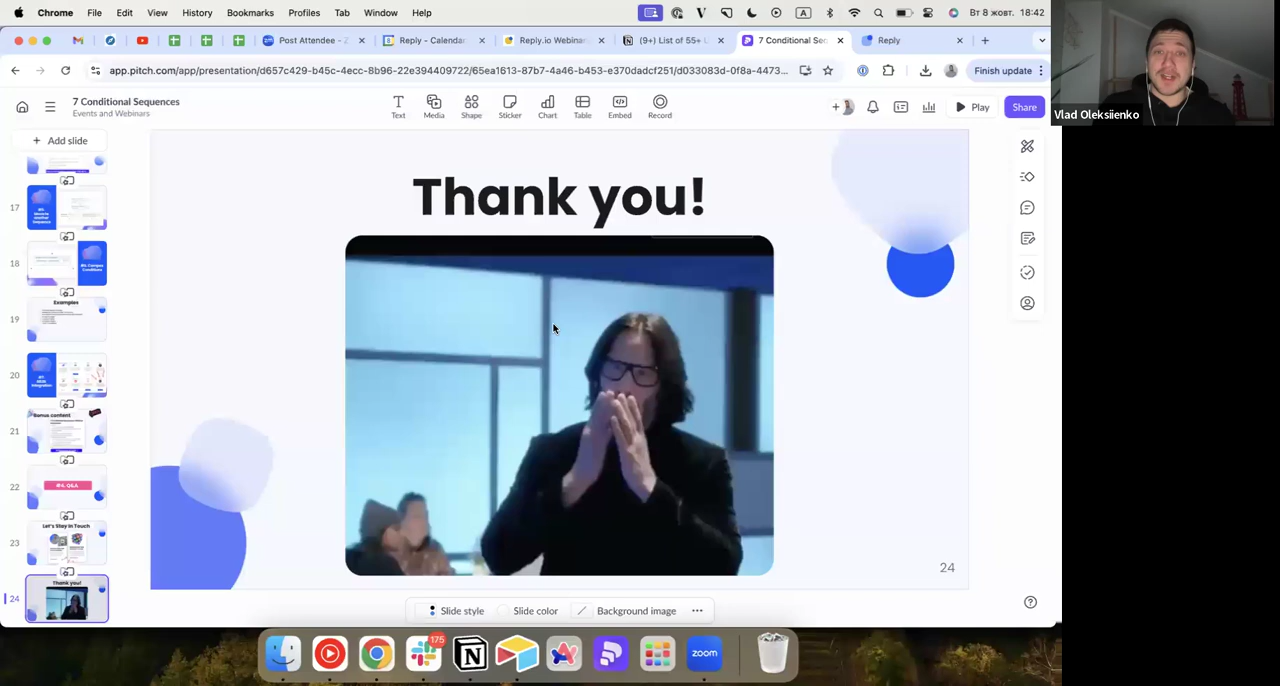 Chrome File Edit View History Bookmarks Profiles Tab Window Help
A
Вт 8 жовт. 18:42
Post Attendee - Z
Reply - Calendar
Reply.io Webinar
(9+) List of 55+ L
7 Conditional Sec
Reply
app.pitch.com/app/presentation/d657c429-b45c-4ecc-8b96-22e394409722/65ea1613-87b7-4a46-b453-e370dadcf251/d033083d-0f8a-4473...
Finish update
7 Conditional Sequences
Events and Webinars
Text
Media
Shape
Sticker
Chart
Table
Embed
Record
Play
Share
Vlad Oleksiienko
Add slide
17
18
19
Examples
20
21
22
#4. Q&A
23
Let's Stay In Touch
24
Thank you!
Thank you!
24
Slide style
Slide color
Background image
175
zoom